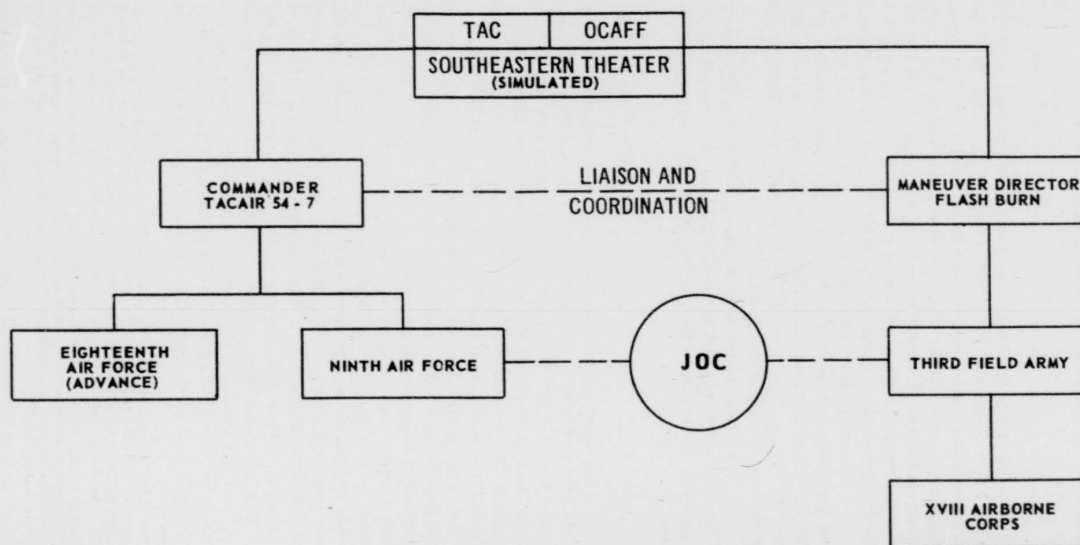 TAC OCAFF
SOUTHEASTERN THEATER
(SIMULATED)
COMMANDER
TACAIR 54 - 7
LIAISON AND
COORDINATION
MANEUVER DIRECTOR
FLASH BURN
EIGHTEENTH
AIR FORCE
(ADVANCE)
NINTH AIR FORCE
JOC
THIRD FIELD ARMY
XVIII AIRBORNE
CORPS